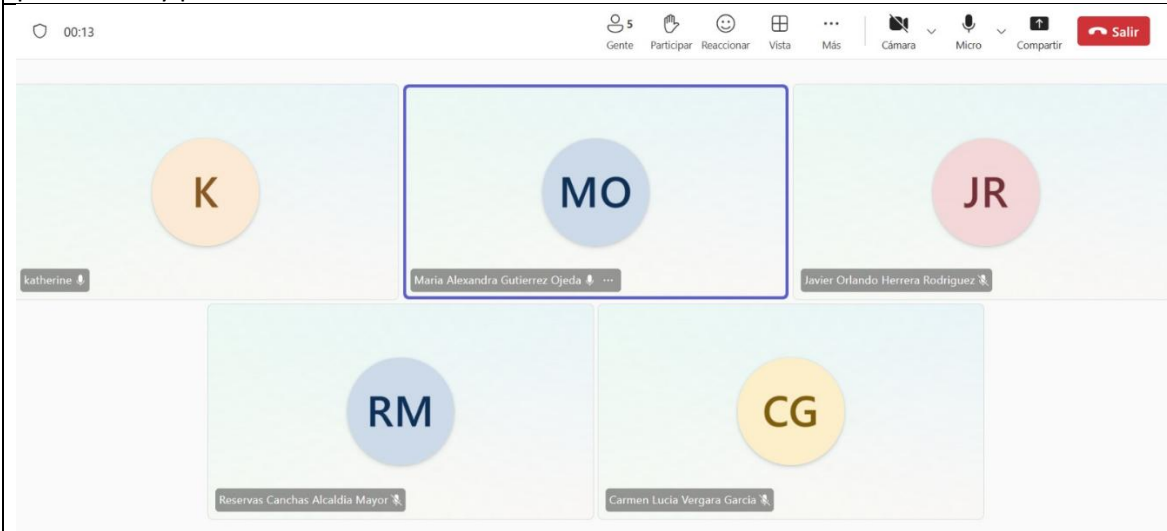 00:13
5
Gente Participar Reaccionar Vista Más Cámara Micro Compartir Salir
K
MO
JR
katherine
Maria Alexandra Gutierrez Ojeda
Javier Orlando Herrera Rodriguez
RM
CG
Reservas Canchas Alcaldia Mayor
Carmen Lucia Vergara Garcia